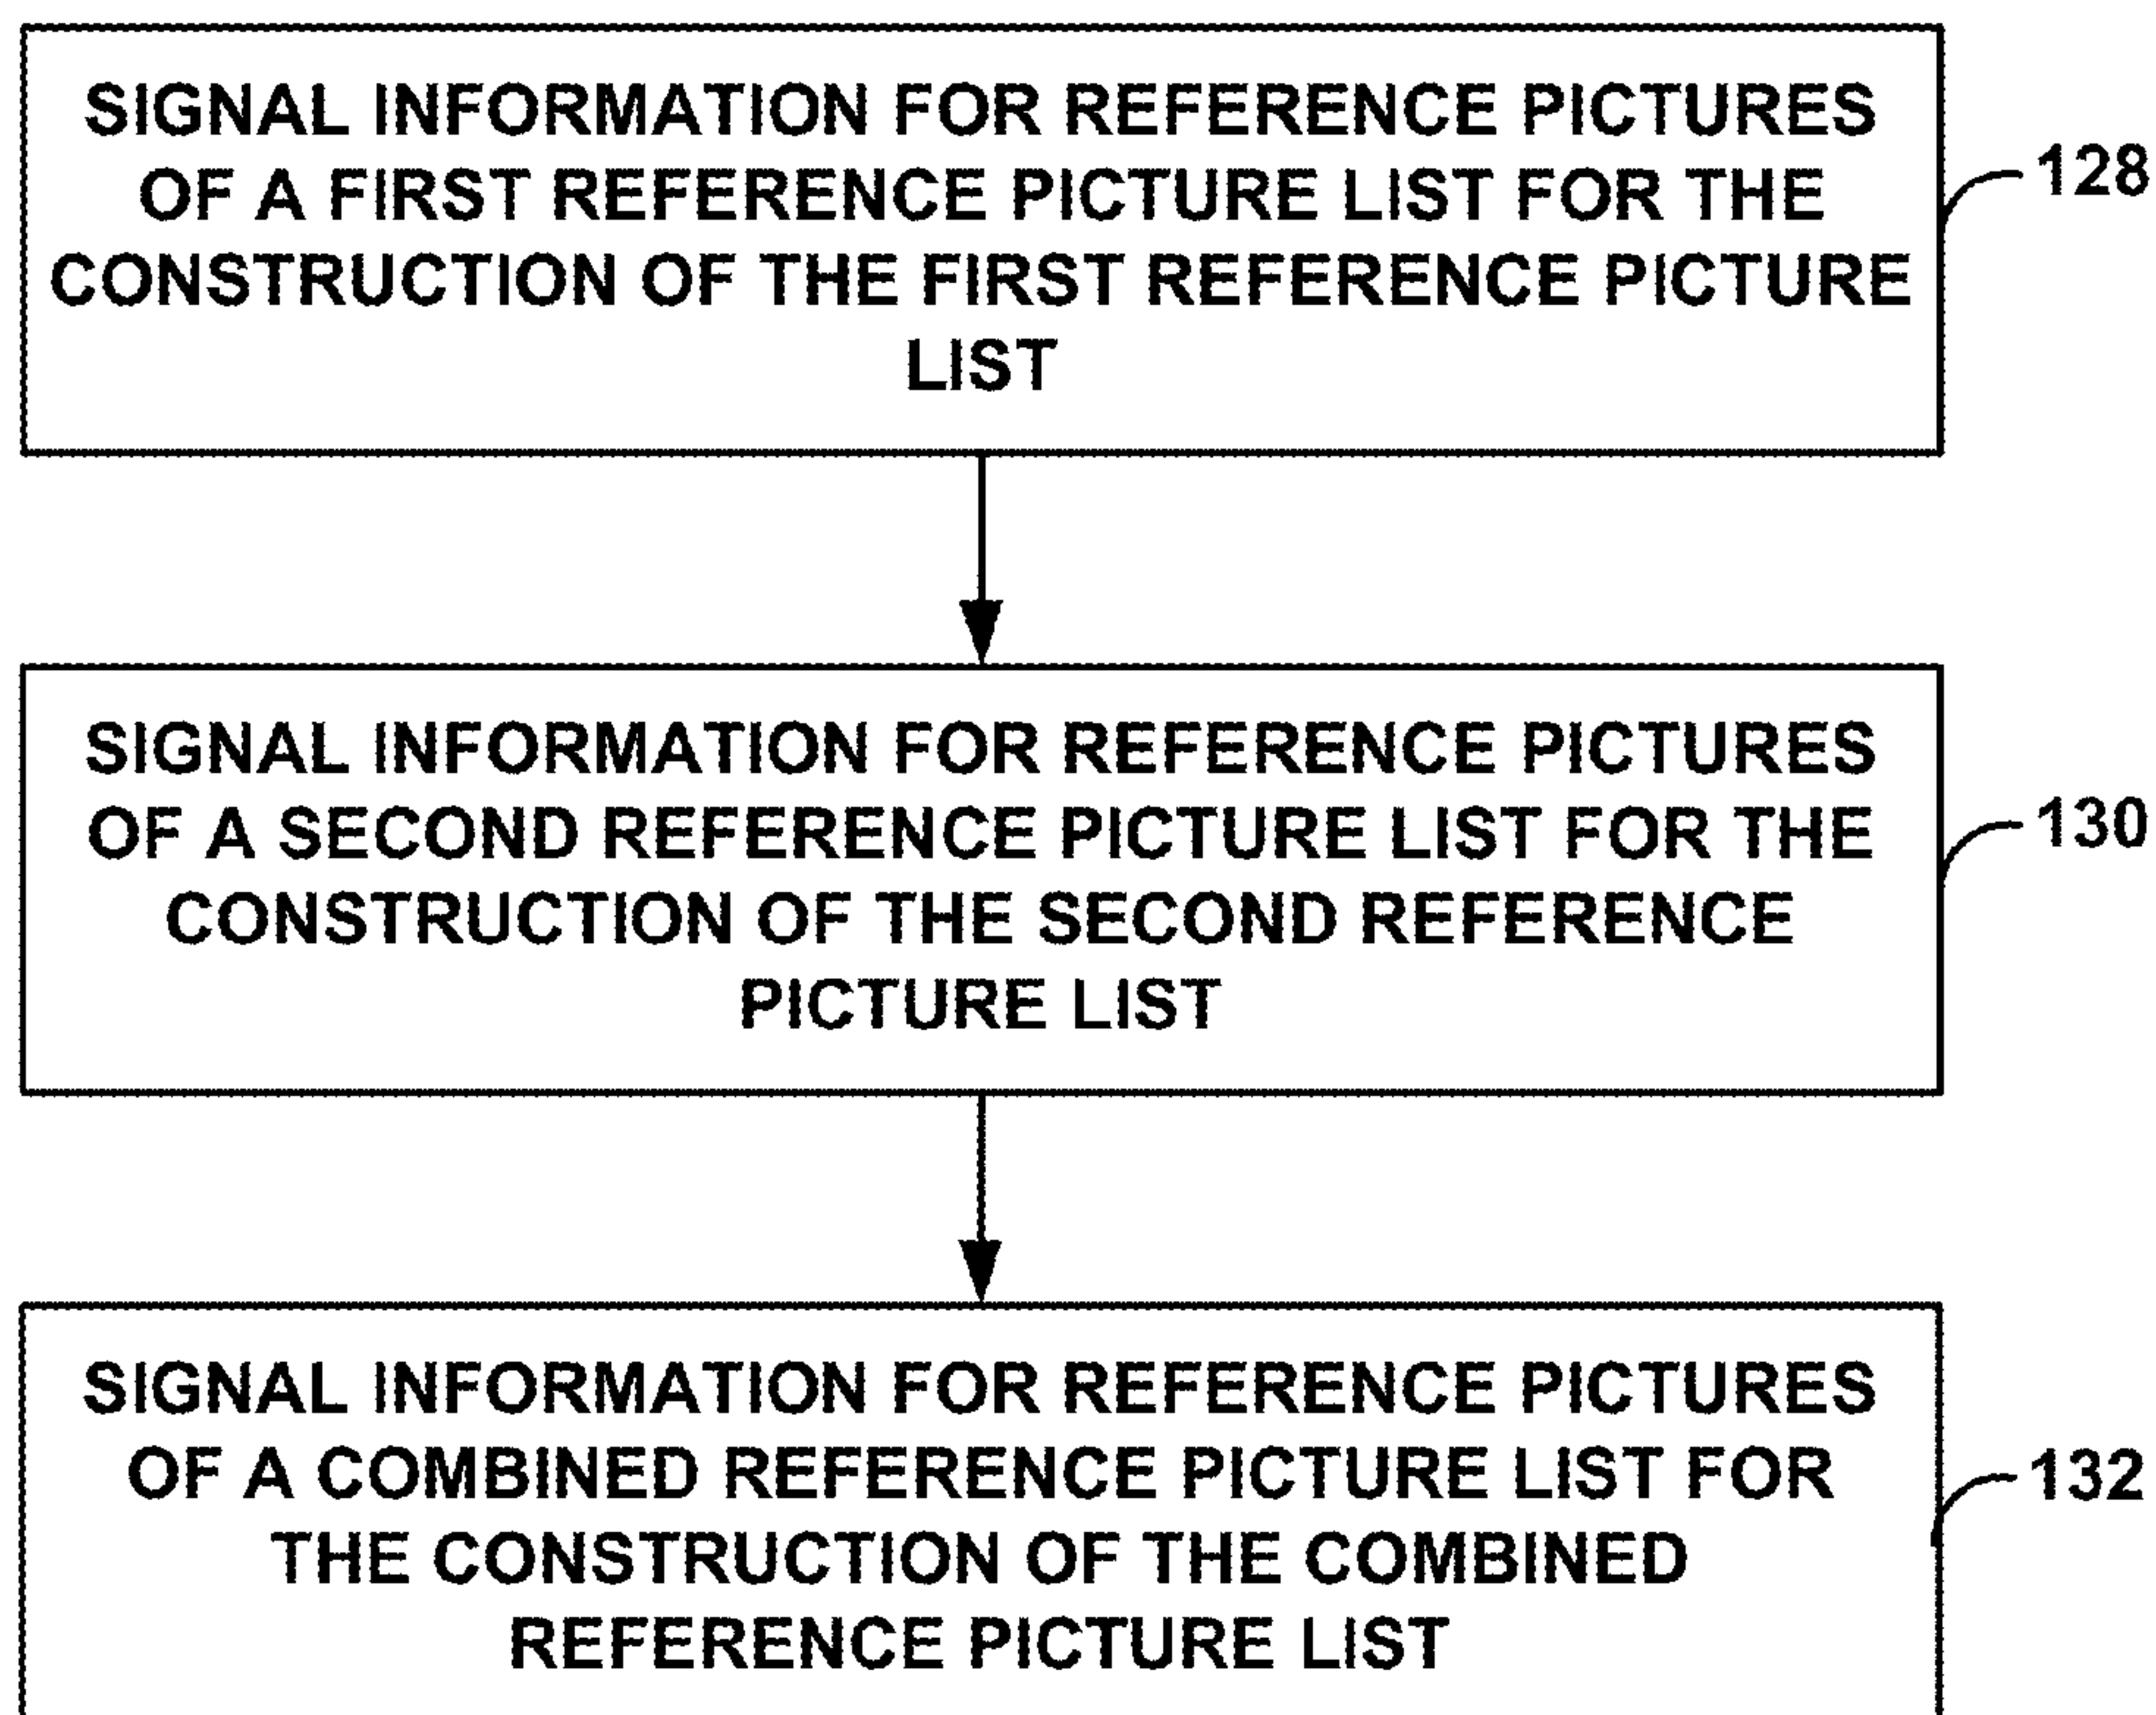 SIGNAL INFORMATION FOR REFERENCE PICTURES
OF A FIRST REFERENCE PICTURE LIST FOR THE
CONSTRUCTION OF THE FIRST REFERENCE PICTURE
LIST
128
SIGNAL INFORMATION FOR REFERENCE PICTURES
OF A SECOND REFERENCE PICTURE LIST FOR THE
CONSTRUCTION OF THE SECOND REFERENCE
PICTURE LIST
130
SIGNAL INFORMATION FOR REFERENCE PICTURES
OF A COMBINED REFERENCE PICTURE LIST FOR
THE CONSTRUCTION OF THE COMBINED
REFERENCE PICTURE LIST
132